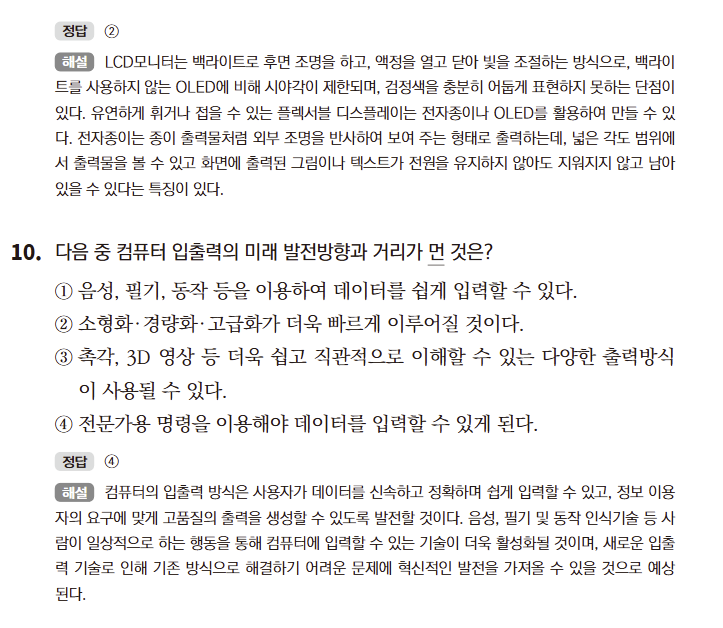 정답 ②
해설 LCD모니터는 백라이트로 후면 조명을 하고, 액정을 열고 닫아 빛을 조절하는 방식으로, 백라이
트를 사용하지 않는 OLED에 비해 시야각이 제한되며, 검정색을 충분히 어둡게 표현하지 못하는 단점이
있다. 유연하게 휘거나 접을 수 있는 플렉서블 디스플레이는 전자종이나 OLED를 활용하여 만들 수 있
다. 전자종이는 종이 출력물처럼 외부 조명을 반사하여 보여 주는 형태로 출력하는데, 넓은 각도 범위에
서 출력물을 볼 수 있고 화면에 출력된 그림이나 텍스트가 전원을 유지하지 않아도 지워지지 않고 남아
있을 수 있다는 특징이 있다.
10. 다음 중 컴퓨터 입출력의 미래 발전방향과 거리가 먼 것은?
① 음성, 필기, 동작 등을 이용하여 데이터를 쉽게 입력할 수 있다.
② 소형화·경량화·고급화가 더욱 빠르게 이루어질 것이다.
③ 촉각, 3D 영상 등 더욱 쉽고 직관적으로 이해할 수 있는 다양한 출력방식
이 사용될 수 있다.
④ 전문가용 명령을 이용해야 데이터를 입력할 수 있게 된다.
정답 ④
해설 컴퓨터의 입출력 방식은 사용자가 데이터를 신속하고 정확하며 쉽게 입력할 수 있고, 정보 이용
자의 요구에 맞게 고품질의 출력을 생성할 수 있도록 발전할 것이다. 음성, 필기 및 동작 인식기술 등 사
람이 일상적으로 하는 행동을 통해 컴퓨터에 입력할 수 있는 기술이 더욱 활성화될 것이며, 새로운 입출
력 기술로 인해 기존 방식으로 해결하기 어려운 문제에 혁신적인 발전을 가져올 수 있을 것으로 예상
된다.